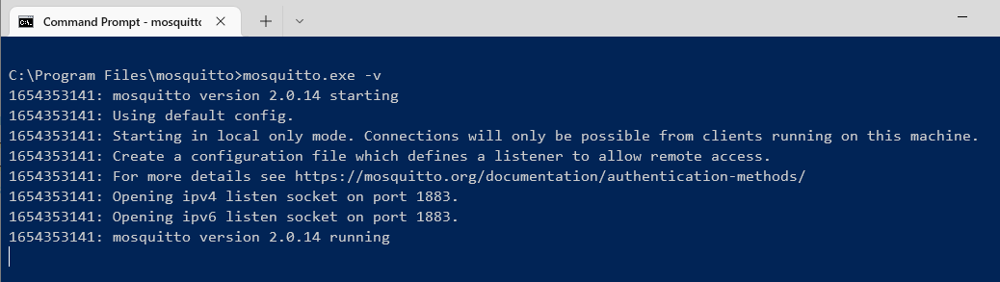 Command Prompt - mosquitto
C:\Program Files\mosquitto>mosquitto.exe -v
1654353141: mosquitto version 2.0.14 starting
1654353141: Using default config.
1654353141: Starting in local only mode. Connections will only be possible from clients running on this machine.
1654353141: Create a configuration file which defines a listener to allow remote access.
1654353141: For more details see https://mosquitto.org/documentation/authentication-methods/
1654353141: Opening ipv4 listen socket on port 1883.
1654353141: Opening ipv6 listen socket on port 1883.
1654353141: mosquitto version 2.0.14 running